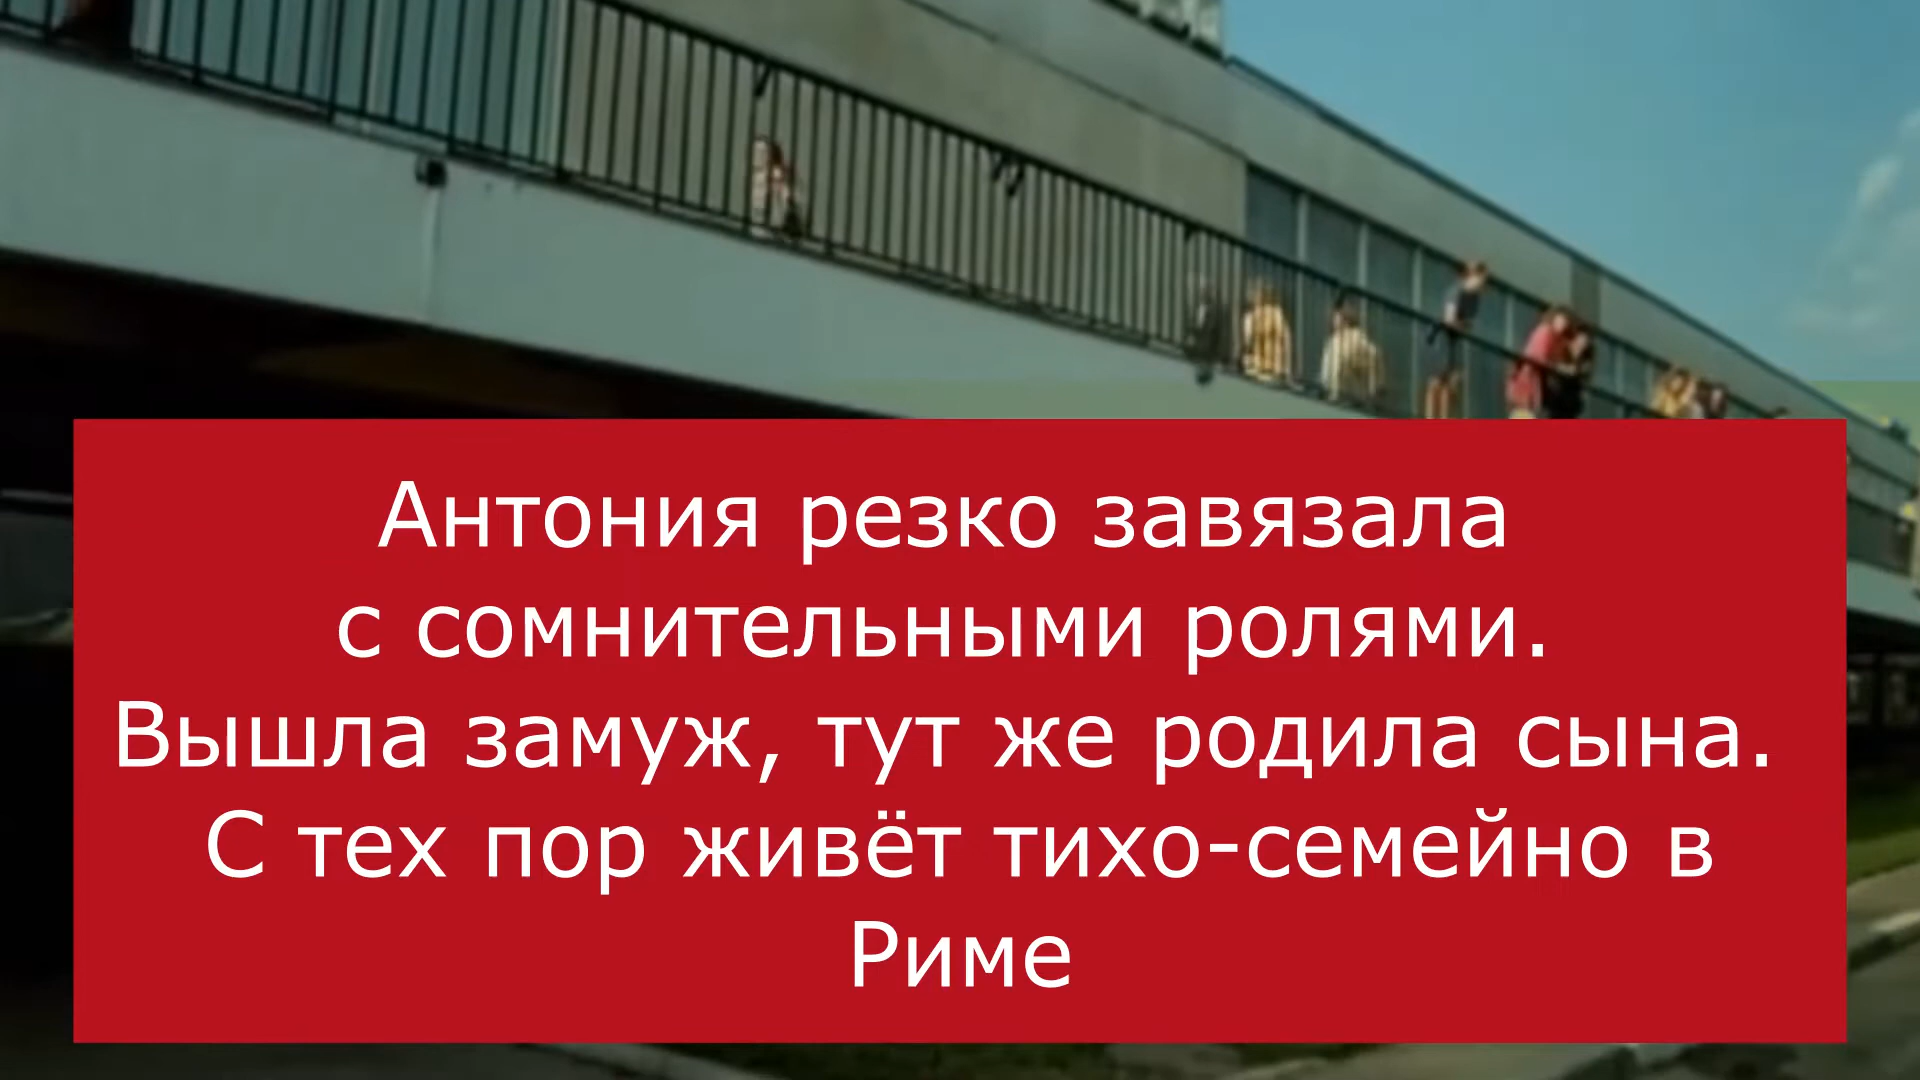 Антония резко завязала
с сомнительными ролями.
Вышла замуж, тут же родила сына.
С тех пор живёт тихо-семейно в
Риме